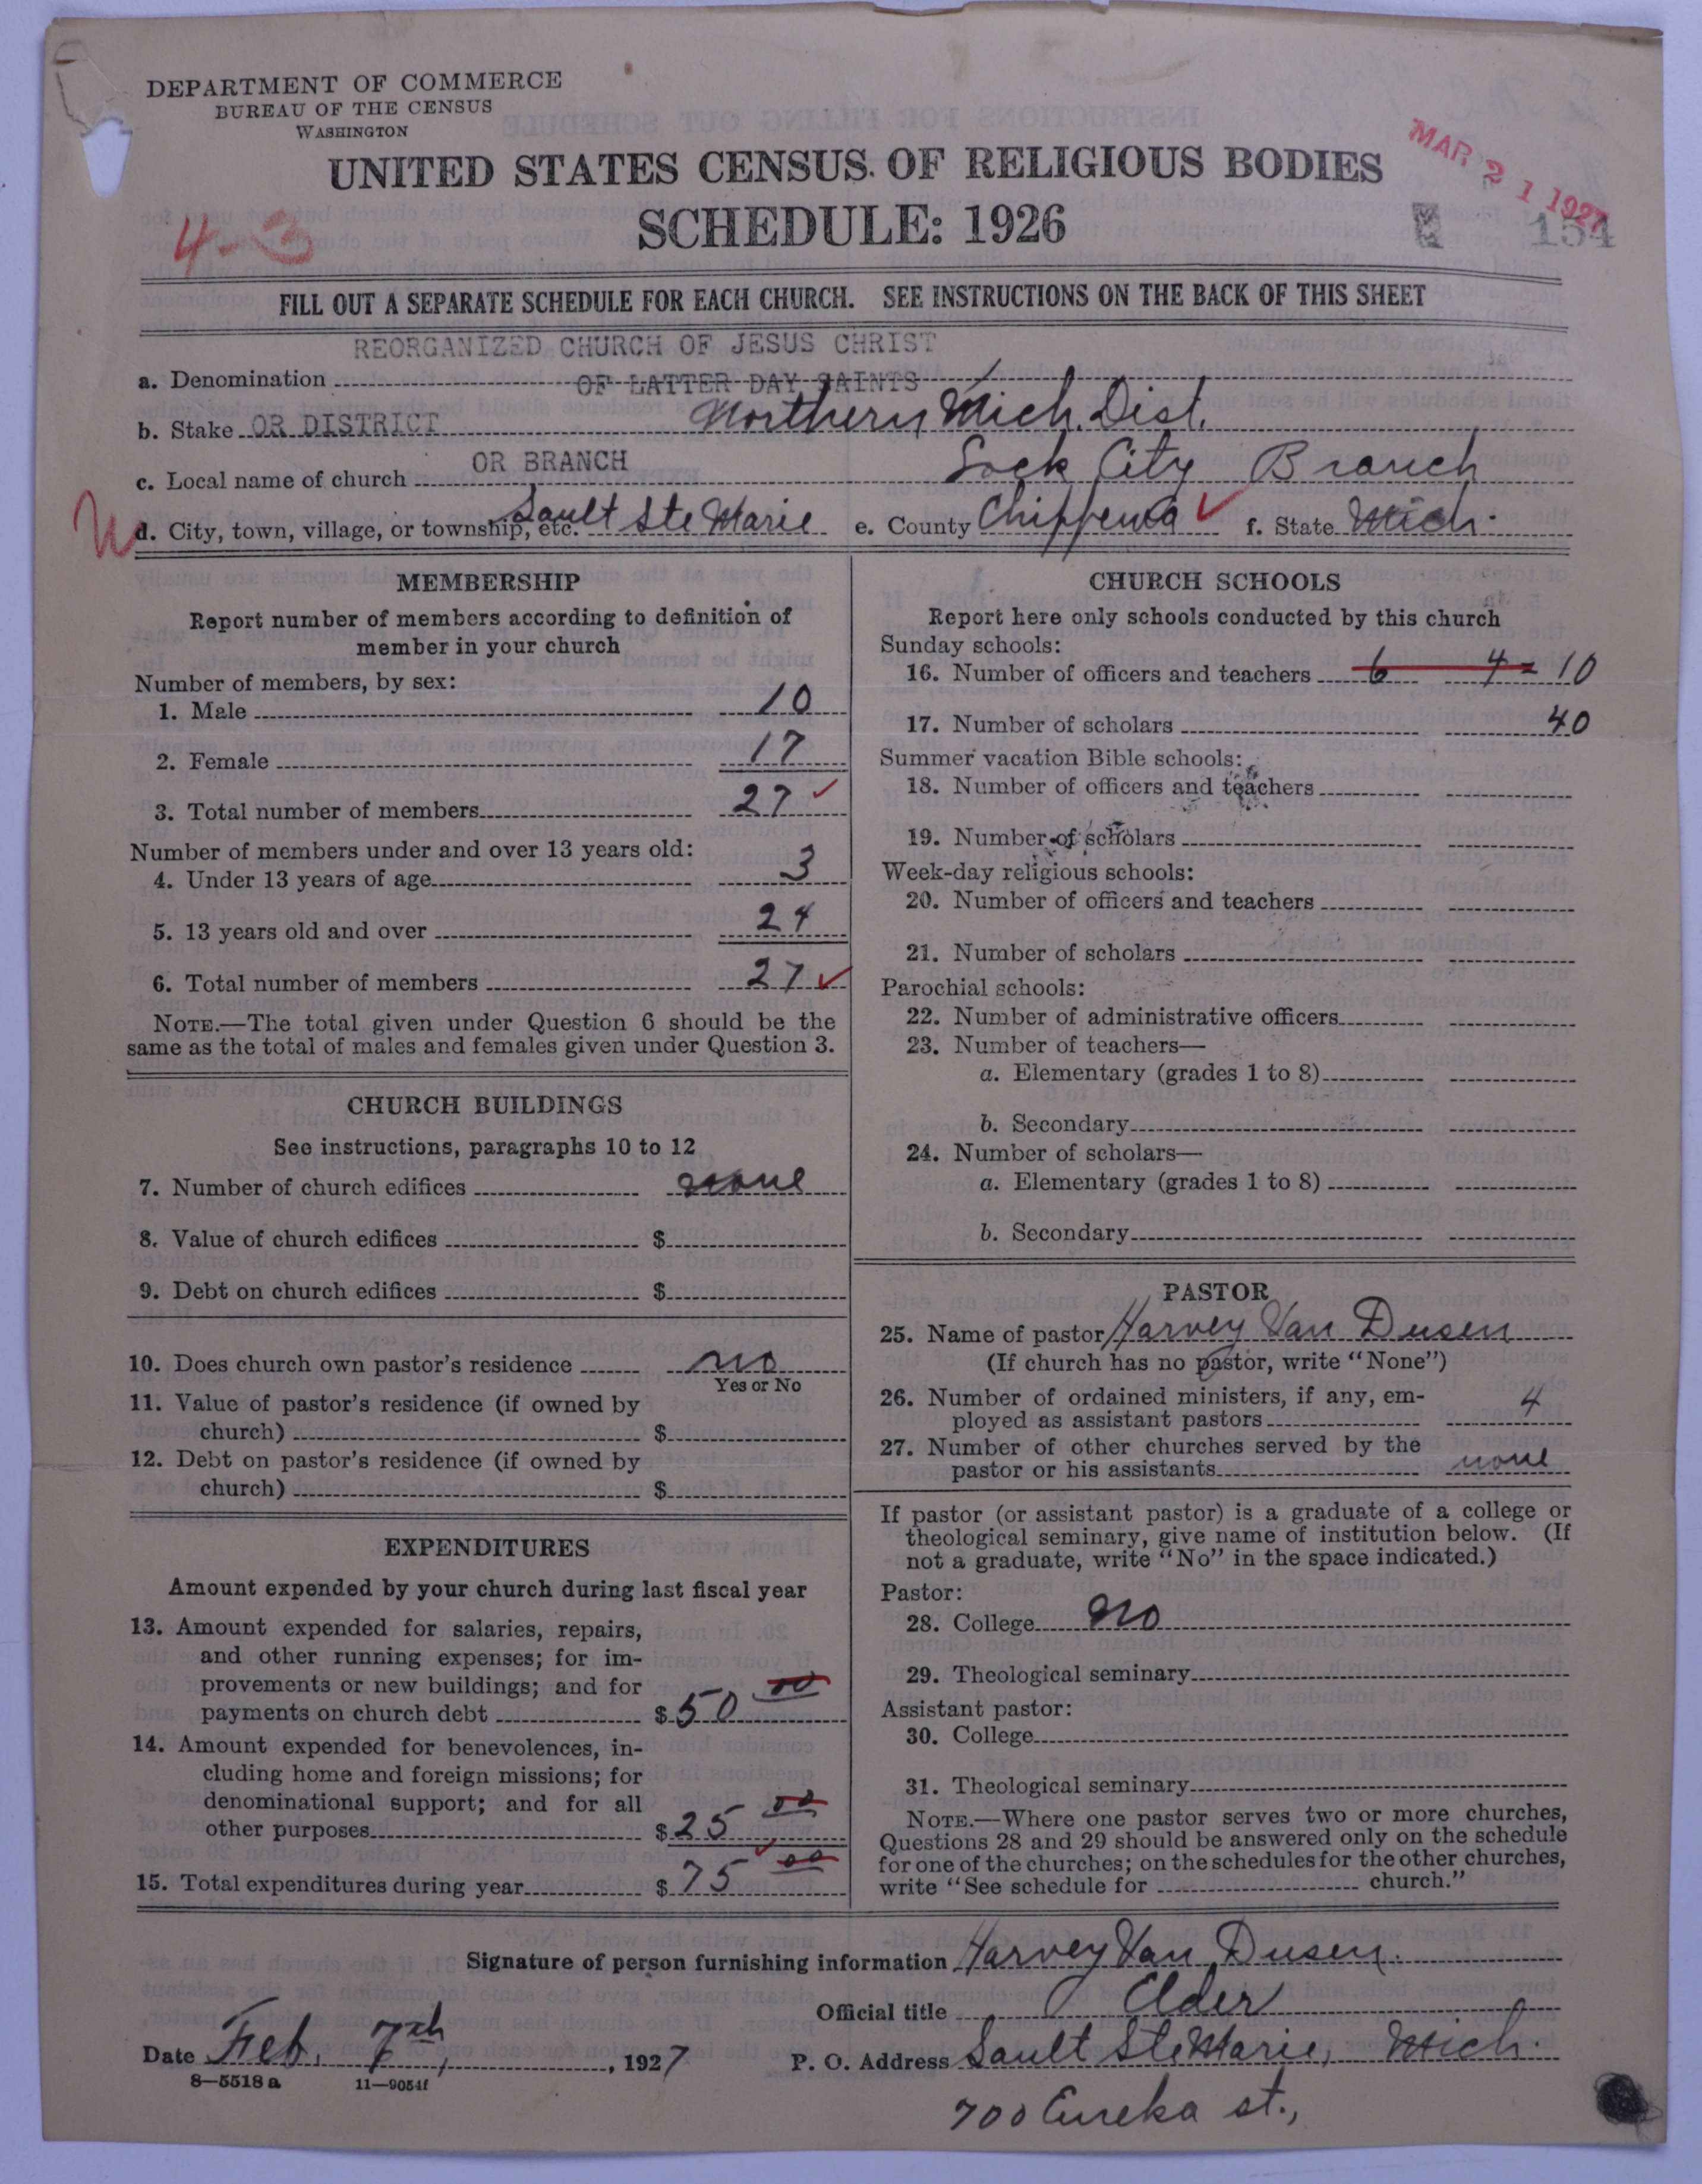 DEPARTMENT OF COMMERCE
BUREAU OF THE CENSUS
WASHINGTON
UNITED STATES CENSUS OF RELIGIOUS BODIES
SCHEDULE: 1926
MAR 21 1927
154
4-3
FILL OUT A SEPARATE SCHEDULE FOR EACH CHURCH. SEE INSTRUCTIONS ON THE BACK OF THIS SHEET
REORGANIZED CHURCH OF JESUS CHRIST
a. Denomination OF LATTER DAY SAINTS
b. Stake OR DISTRICT Northern Mich. Dist.
OR BRANCH
c. Local name of church Lock City Branch
d. City, town, village, or township, etc. Sault Ste Marie e. County Chippewa f. State Mich.
MEMBERSHIP
Report number of members according to definition of
member in your church
Number of members, by sex:
1. Male 10
2. Female 17
3. Total number of members 27
Number of members under and over 13 years old:
4. Under 13 years of age 3
5. 13 years old and over 24
6. Total number of members 27
NOTE.—The total given under Question 6 should be the
same as the total of males and females given under Question 3.
CHURCH BUILDINGS
See instructions, paragraphs 10 to 12
7. Number of church edifices none
8. Value of church edifices $
9. Debt on church edifices $
10. Does church own pastor's residence no
Yes or No
11. Value of pastor's residence (if owned by
church) $
12. Debt on pastor's residence (if owned by
church) $
EXPENDITURES
Amount expended by your church during last fiscal year
13. Amount expended for salaries, repairs,
and other running expenses; for im-
provements or new buildings; and for
payments on church debt $ 50 00
14. Amount expended for benevolences, in-
cluding home and foreign missions; for
denominational support; and for all
other purposes $ 25 00
15. Total expenditures during year $ 75 00
CHURCH SCHOOLS
Report here only schools conducted by this church
Sunday schools:
16. Number of officers and teachers 6 4 = 10
17. Number of scholars 40
Summer vacation Bible schools:
18. Number of officers and teachers
19. Number of scholars
Week-day religious schools:
20. Number of officers and teachers
21. Number of scholars
Parochial schools:
22. Number of administrative officers
23. Number of teachers—
a. Elementary (grades 1 to 8)
b. Secondary
24. Number of scholars—
a. Elementary (grades 1 to 8)
b. Secondary
PASTOR
25. Name of pastor Harvey Van Dusen
(If church has no pastor, write "None")
26. Number of ordained ministers, if any, em-
ployed as assistant pastors 4
27. Number of other churches served by the
pastor or his assistants none
If pastor (or assistant pastor) is a graduate of a college or
theological seminary, give name of institution below. (If
not a graduate, write "No" in the space indicated.)
Pastor:
28. College no
29. Theological seminary
Assistant pastor:
30. College
31. Theological seminary
NOTE.—Where one pastor serves two or more churches,
Questions 28 and 29 should be answered only on the schedule
for one of the churches; on the schedules for the other churches,
write "See schedule for church."
Signature of person furnishing information Harvey Van Dusen.
Official title Elder
Date Feb. 7th, 1927 P. O. Address Sault Ste Marie, Mich.
8—5518 a 11—9054f
700 Eureka st.,